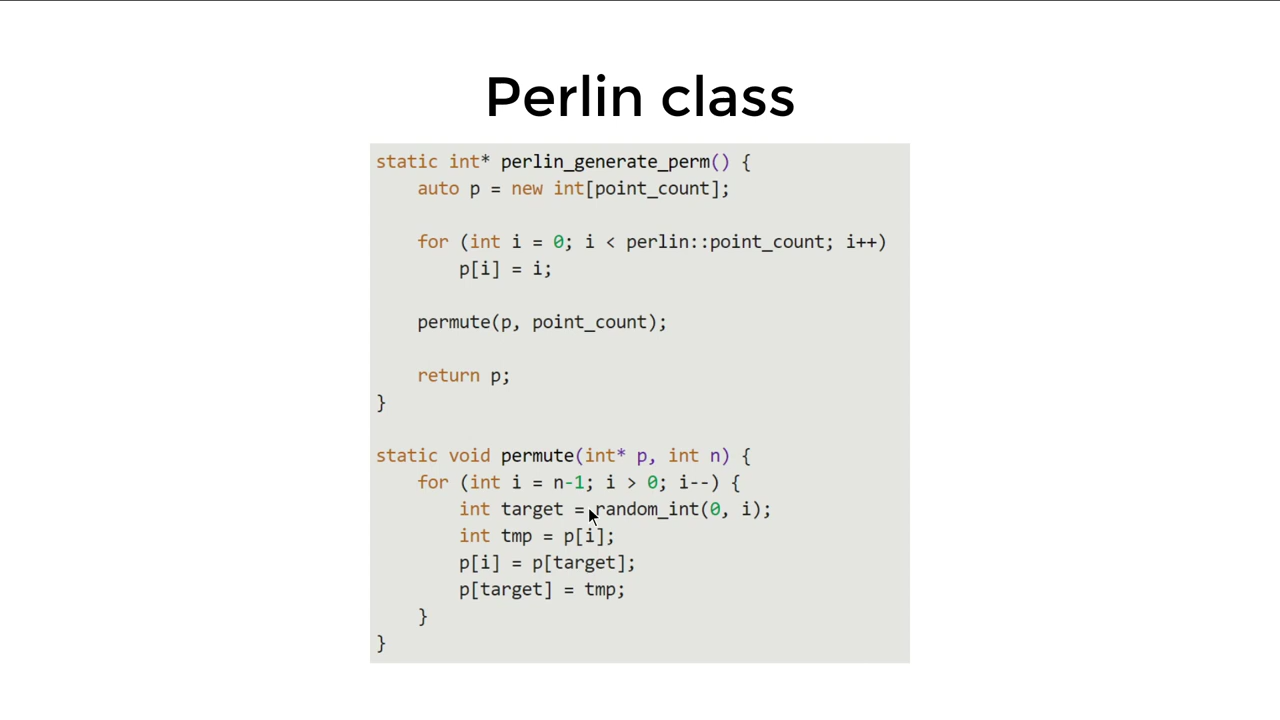 Perlin class
static int* perlin_generate_perm() {
    auto p = new int[point_count];
    for (int i = 0; i < perlin::point_count; i++)
        p[i] = i;
    permute(p, point_count);
    return p;
}
static void permute(int* p, int n) {
    for (int i = n-1; i > 0; i--) {
        int target = random_int(0, i);
        int tmp = p[i];
        p[i] = p[target];
        p[target] = tmp;
    }
}